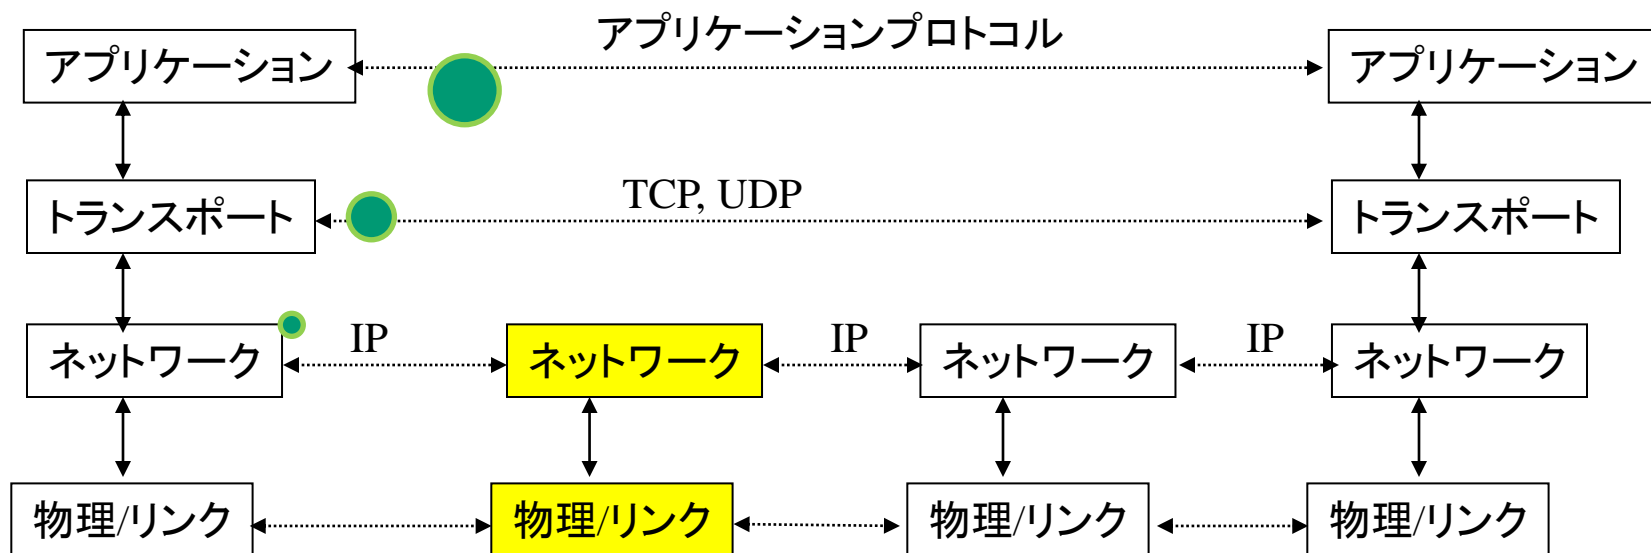 アプリケーションプロトコル
アプリケーション アプリケーション
TCP, UDP
トランスポート トランスポート
IP IP IP
ネットワーク ネットワーク ネットワーク ネットワーク
物理/リンク 物理/リンク 物理/リンク 物理/リンク